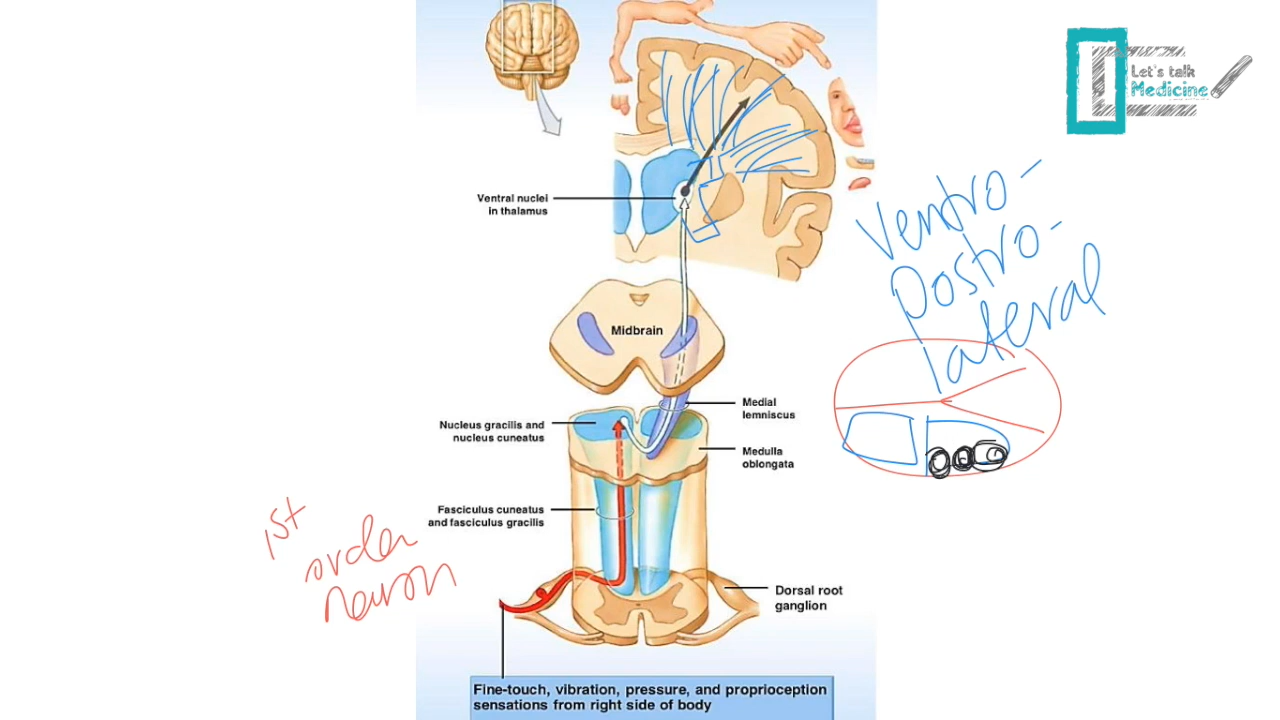 Let's talk
Medicine
Ventral nuclei
in thalamus
ventro-
postro-
lateral
Midbrain
Medial
lemniscus
Nucleus gracilis and
nucleus cuneatus
Medulla
oblongata
Fasciculus cuneatus
and fasciculus gracilis
1st
order
neuron
Dorsal root
ganglion
Fine-touch, vibration, pressure, and proprioception
sensations from right side of body